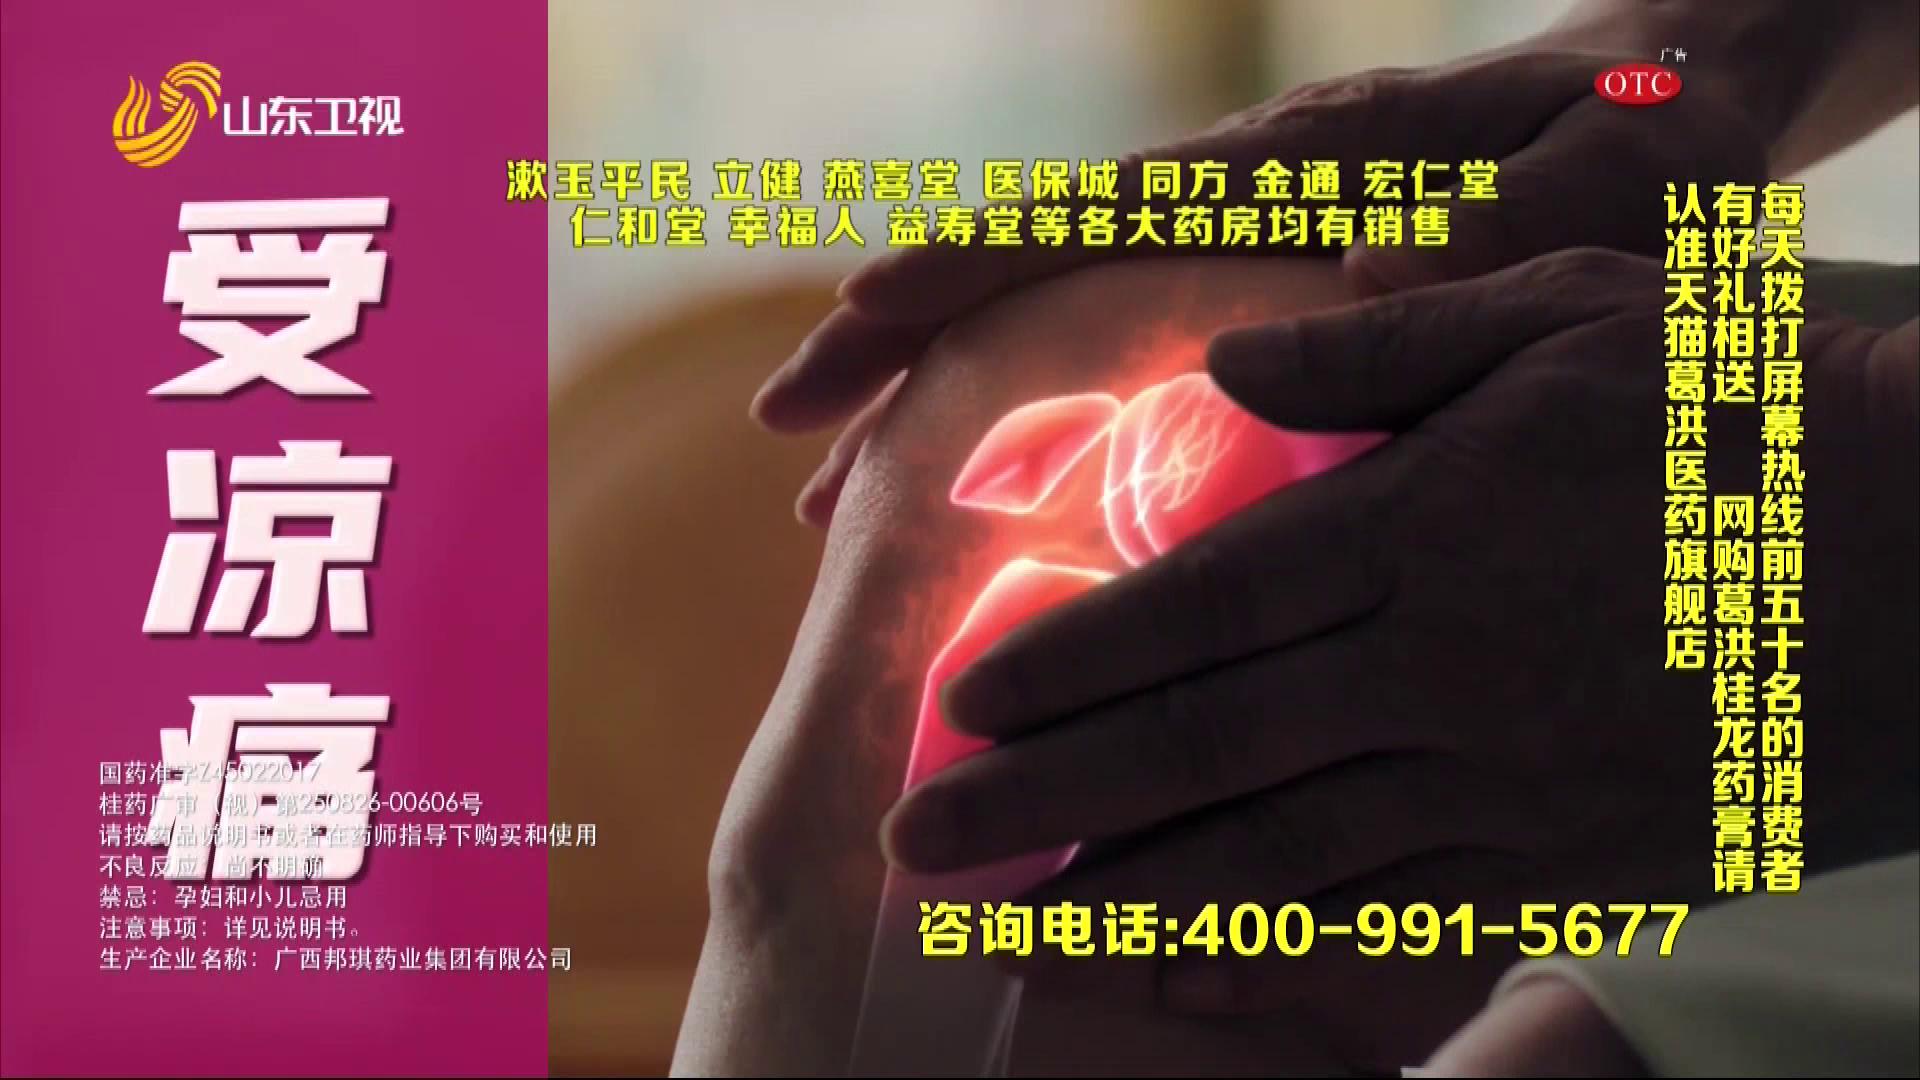 山东卫视
广告
OTC
漱玉平民 立健 燕喜堂 医保城 同方 金通 宏仁堂
仁和堂 幸福人 益寿堂等各大药房均有销售
每天拨打屏幕热线前五十名的消费者
有好礼相送 网购葛洪桂龙药膏请
认准天猫葛洪医药旗舰店
受凉痛
国药准字Z45022017
桂药广审（视）第250826-00606号
请按药品说明书或者在药师指导下购买和使用
不良反应：尚不明确
禁忌：孕妇和小儿忌用
注意事项：详见说明书。
生产企业名称：广西邦琪药业集团有限公司
咨询电话:400-991-5677